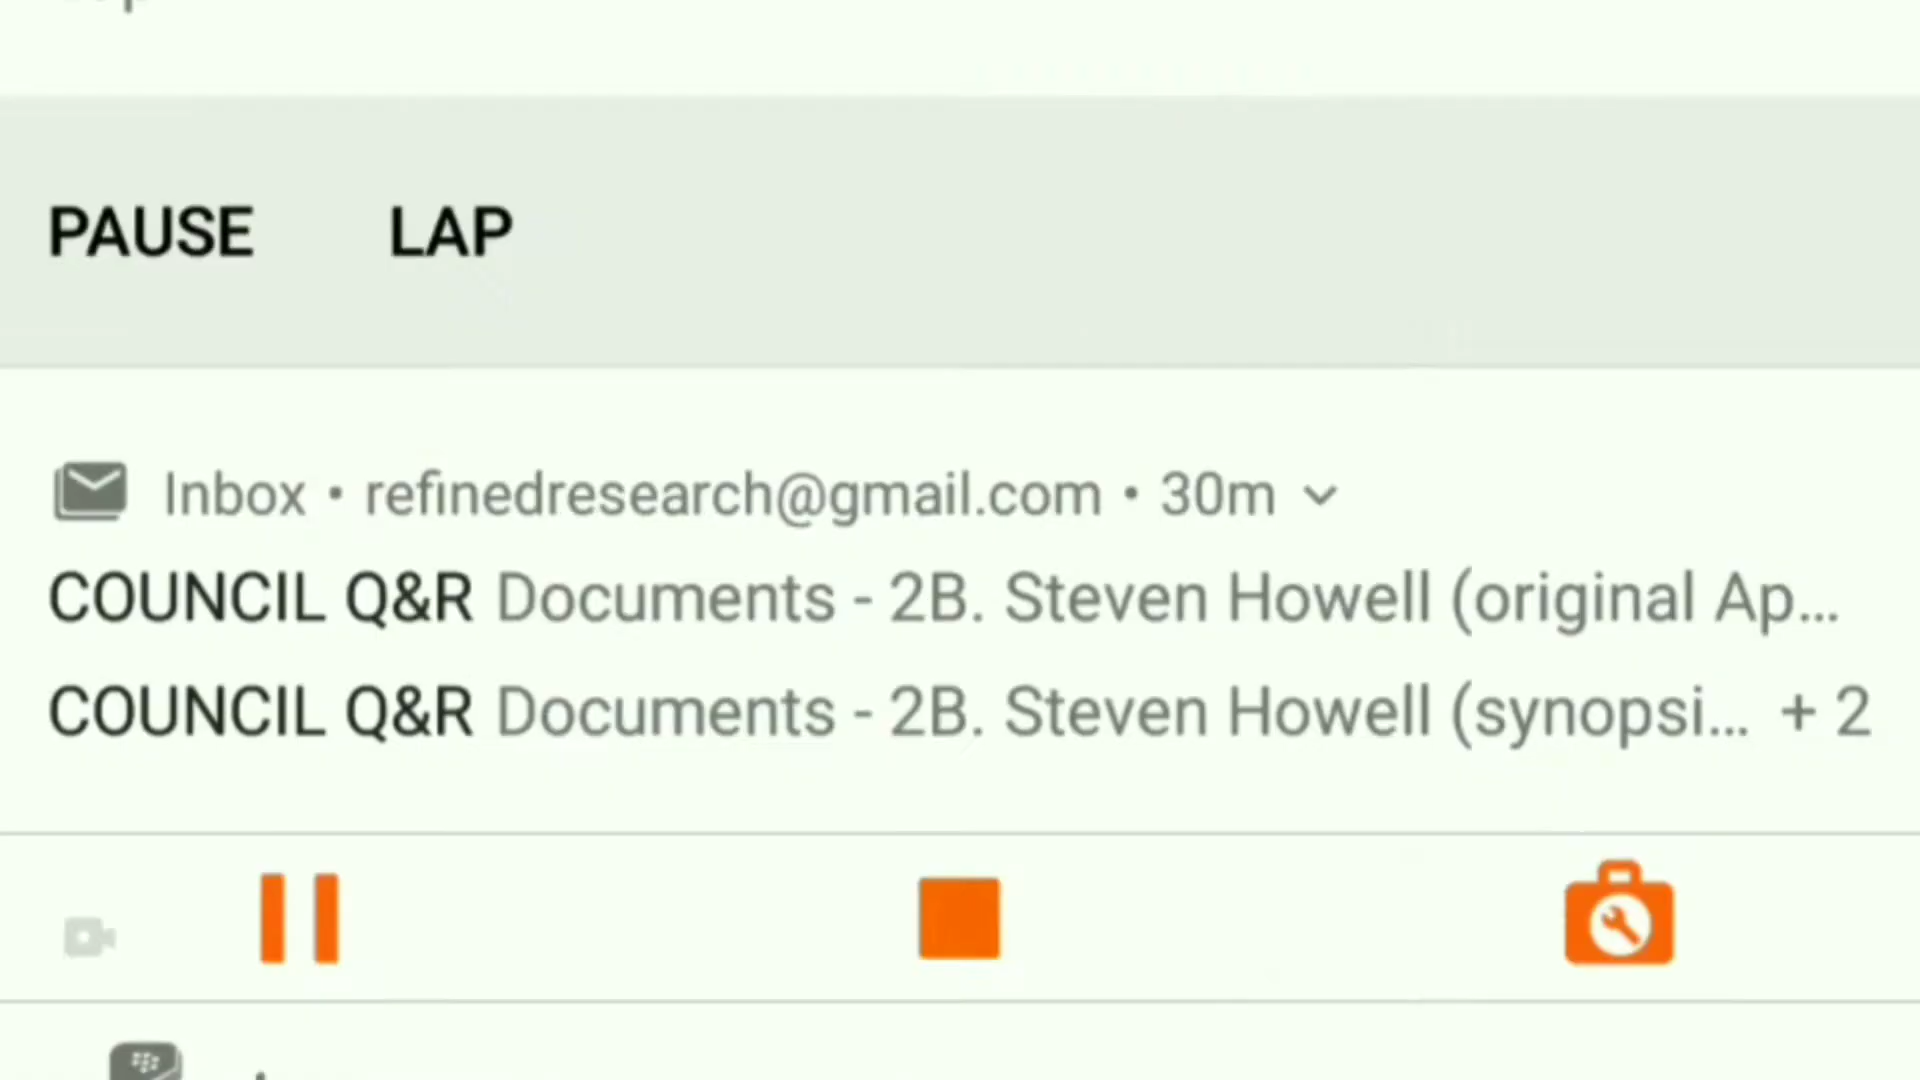 PAUSE LAP
Inbox • refinedresearch@gmail.com • 30m
COUNCIL Q&R Documents - 2B. Steven Howell (original Ap...
COUNCIL Q&R Documents - 2B. Steven Howell (synopsi... + 2